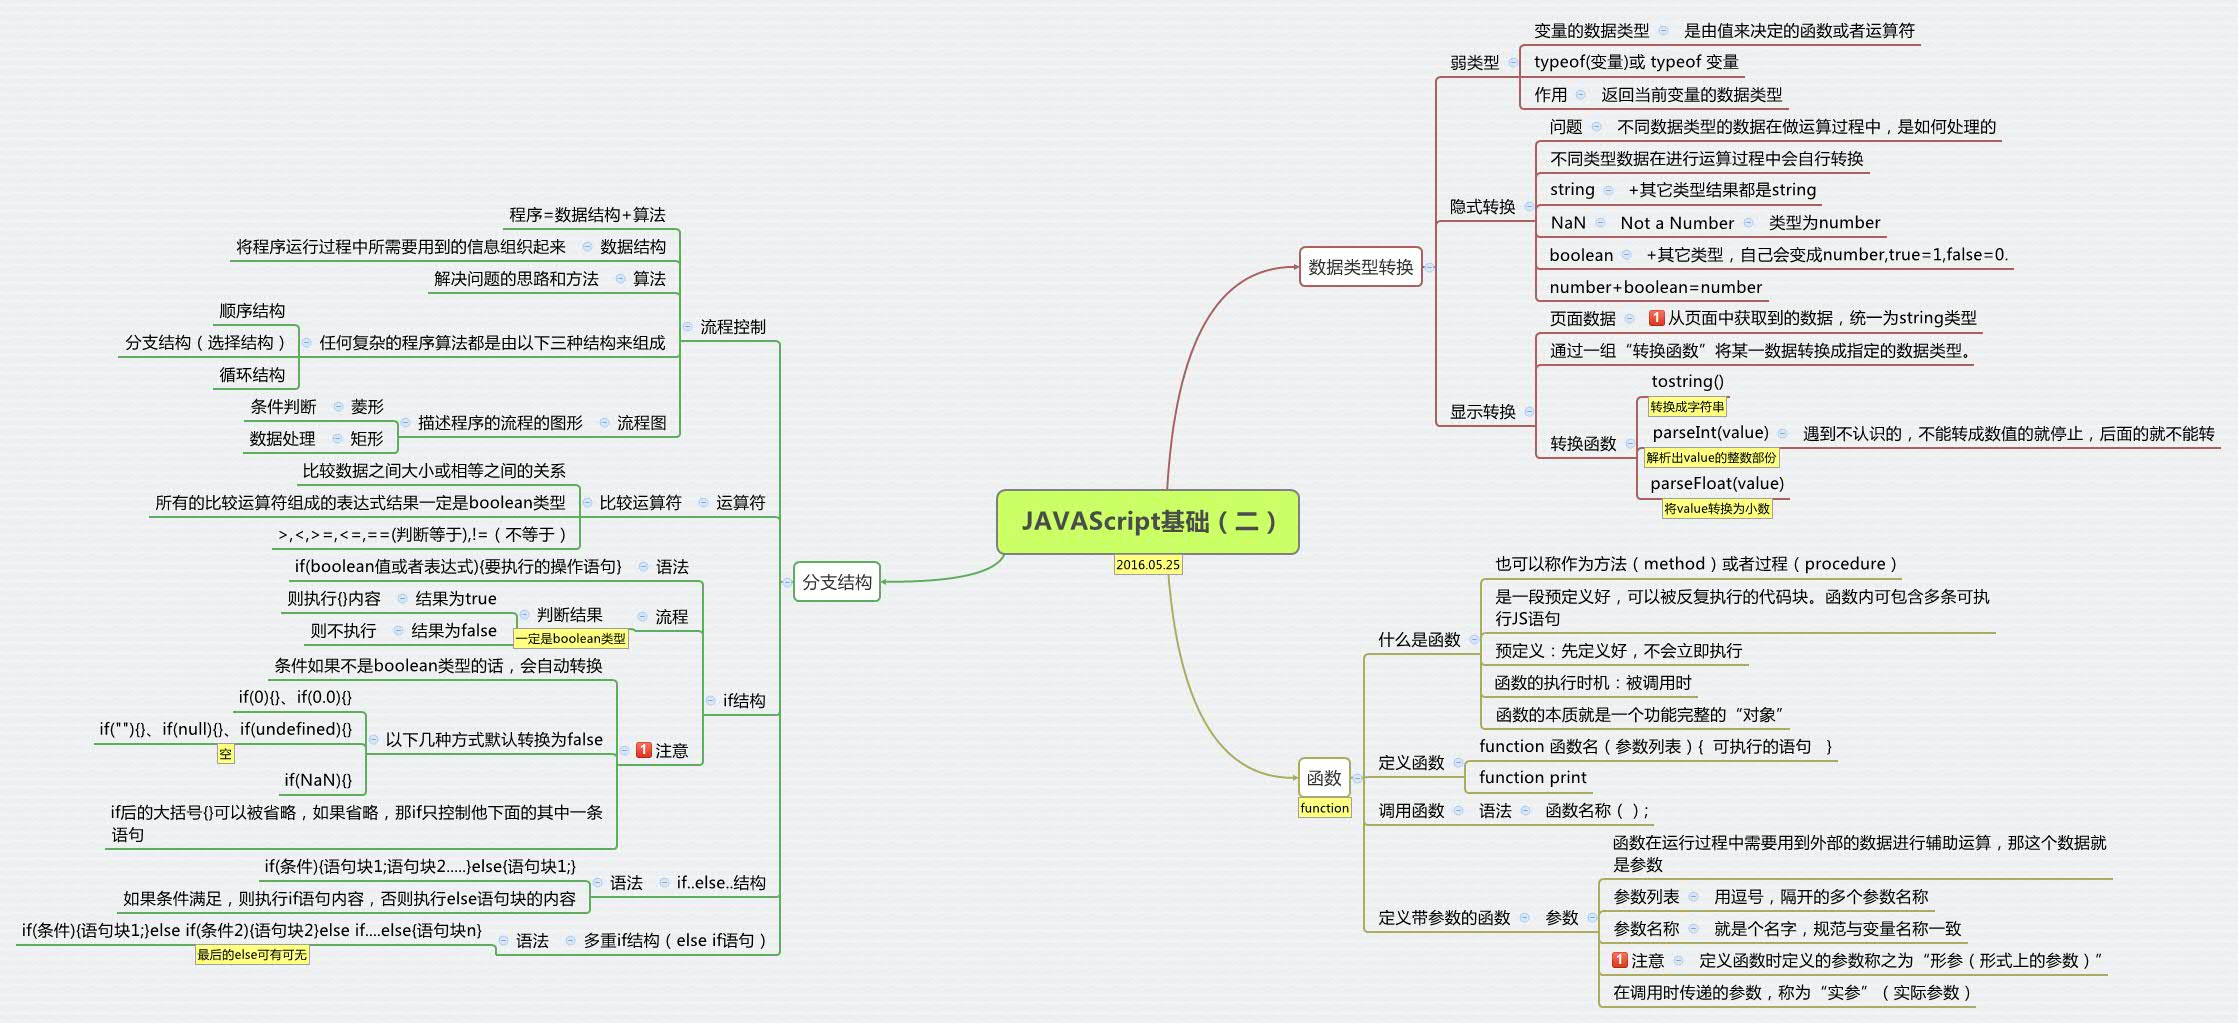 JAVAScript基础（二）
2016.05.25
数据类型转换
弱类型
变量的数据类型
是由值来决定的函数或者运算符
typeof(变量)或 typeof 变量
作用
返回当前变量的数据类型
隐式转换
问题
不同数据类型的数据在做运算过程中，是如何处理的
不同类型数据在进行运算过程中会自行转换
string
+其它类型结果都是string
NaN
Not a Number
类型为number
boolean
+其它类型，自己会变成number,true=1,false=0.
number+boolean=number
显示转换
页面数据
1
从页面中获取到的数据，统一为string类型
通过一组“转换函数”将某一数据转换成指定的数据类型。
转换函数
tostring()
转换成字符串
parseInt(value)
解析出value的整数部份
遇到不认识的，不能转成数值的就停止，后面的就不能转
parseFloat(value)
将value转换为小数
函数
function
什么是函数
也可以称作为方法（method）或者过程（procedure）
是一段预定义好，可以被反复执行的代码块。函数内可包含多条可执
行JS语句
预定义：先定义好，不会立即执行
函数的执行时机：被调用时
函数的本质就是一个功能完整的“对象”
定义函数
function 函数名（参数列表）{ 可执行的语句 }
function print
调用函数
语法
函数名称（ ）;
定义带参数的函数
参数
函数在运行过程中需要用到外部的数据进行辅助运算，那这个数据就
是参数
参数列表
用逗号，隔开的多个参数名称
参数名称
就是个名字，规范与变量名称一致
1
注意
定义函数时定义的参数称之为“形参（形式上的参数）”
在调用时传递的参数，称为“实参”（实际参数）
分支结构
流程控制
程序=数据结构+算法
数据结构
将程序运行过程中所需要用到的信息组织起来
算法
解决问题的思路和方法
任何复杂的程序算法都是由以下三种结构来组成
顺序结构
分支结构（选择结构）
循环结构
流程图
描述程序的流程的图形
菱形
条件判断
矩形
数据处理
运算符
比较运算符
比较数据之间大小或相等之间的关系
所有的比较运算符组成的表达式结果一定是boolean类型
>,<,>=,<=,==(判断等于),!=（不等于）
if结构
语法
if(boolean值或者表达式){要执行的操作语句}
流程
判断结果
一定是boolean类型
结果为true
则执行{}内容
结果为false
则不执行
1
注意
条件如果不是boolean类型的话，会自动转换
以下几种方式默认转换为false
if(0){}、if(0.0){}
if(""){}、if(null){}、if(undefined){}
空
if(NaN){}
if后的大括号{}可以被省略，如果省略，那if只控制他下面的其中一条
语句
if..else..结构
语法
if(条件){语句块1;语句块2.....}else{语句块1;}
如果条件满足，则执行if语句内容，否则执行else语句块的内容
多重if结构（else if语句）
语法
if(条件){语句块1;}else if(条件2){语句块2}else if....else{语句块n}
最后的else可有可无